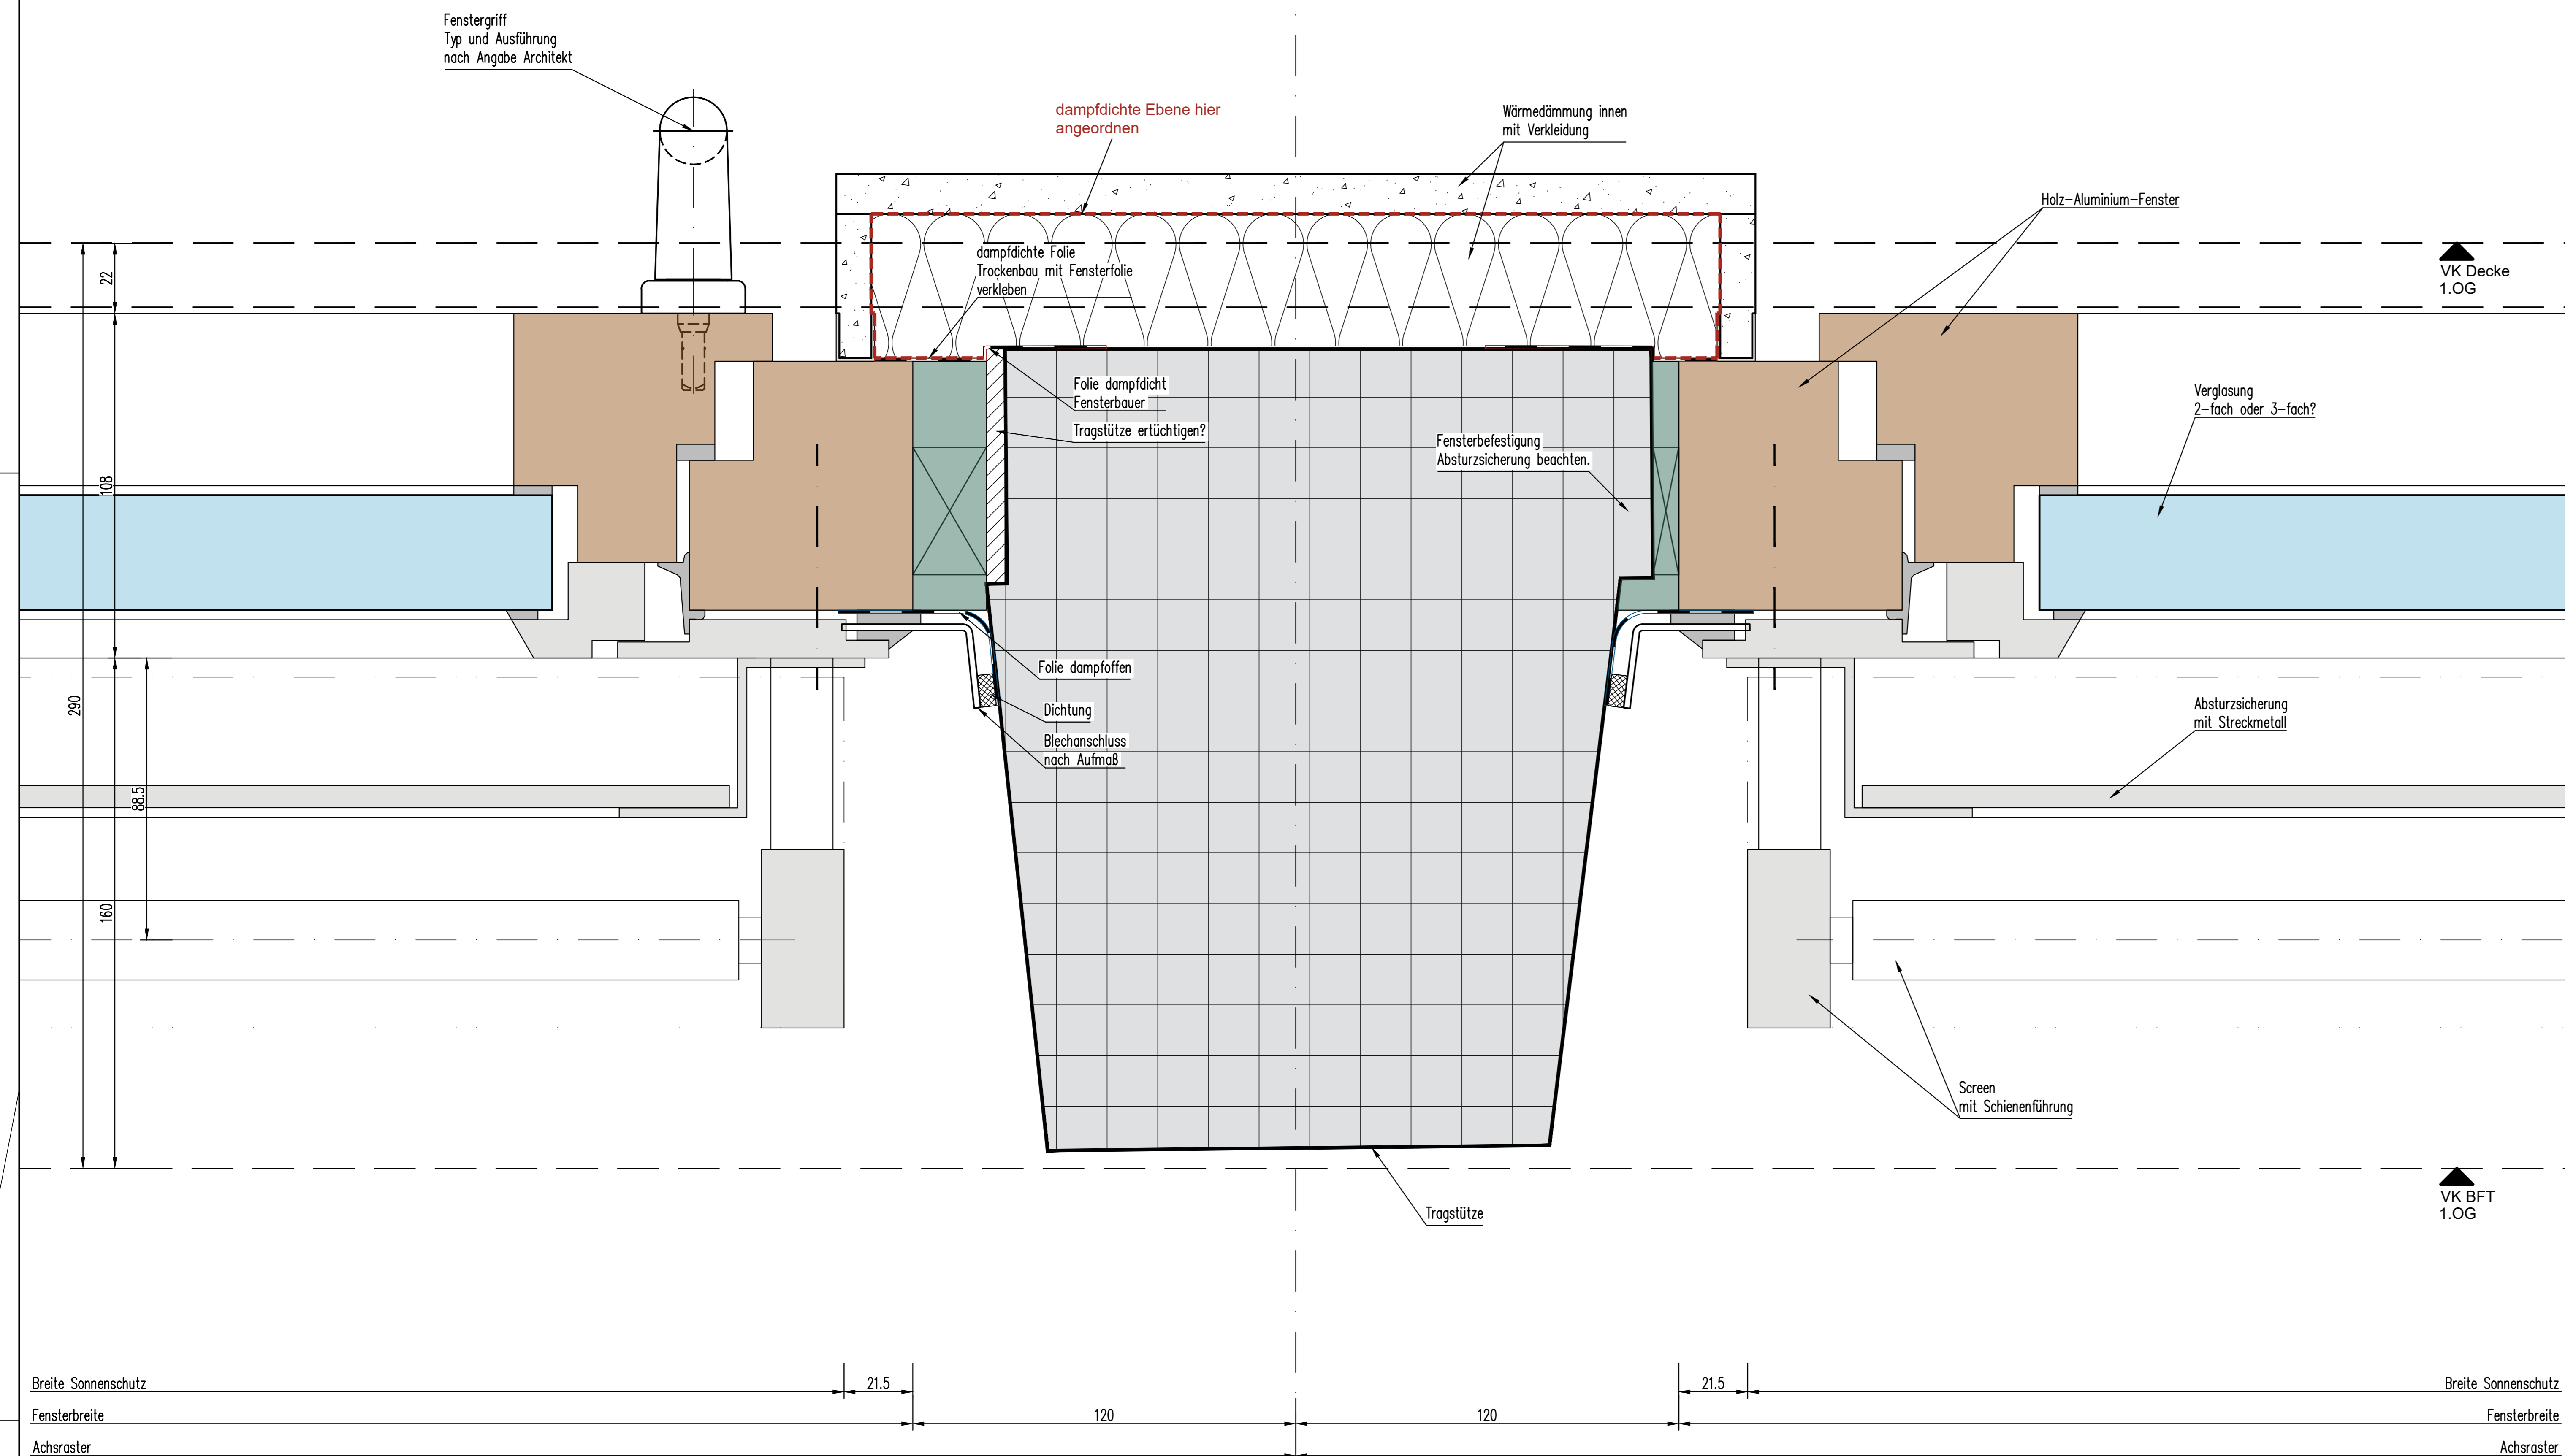 Fenstergriff
Typ und Ausführung
nach Angabe Architekt
dampfdichte Ebene hier
angeordnen
Wärmedämmung innen
mit Verkleidung
Holz-Aluminium-Fenster
dampfdichte Folie
Trockenbau mit Fensterfolie
verkleben
VK Decke
1.OG
22
Folie dampfdicht
Fensterbauer
Tragstütze ertüchtigen?
Fensterbefestigung
Absturzsicherung beachten.
Verglasung
2-fach oder 3-fach?
108
290
Folie dampfoffen
Dichtung
Blechanschluss
nach Aufmaß
Absturzsicherung
mit Streckmetall
88.5
160
Screen
mit Schienenführung
Tragstütze
VK BFT
1.OG
Breite Sonnenschutz
21.5
21.5
Breite Sonnenschutz
Fensterbreite
120
120
Fensterbreite
Achsraster
Achsraster